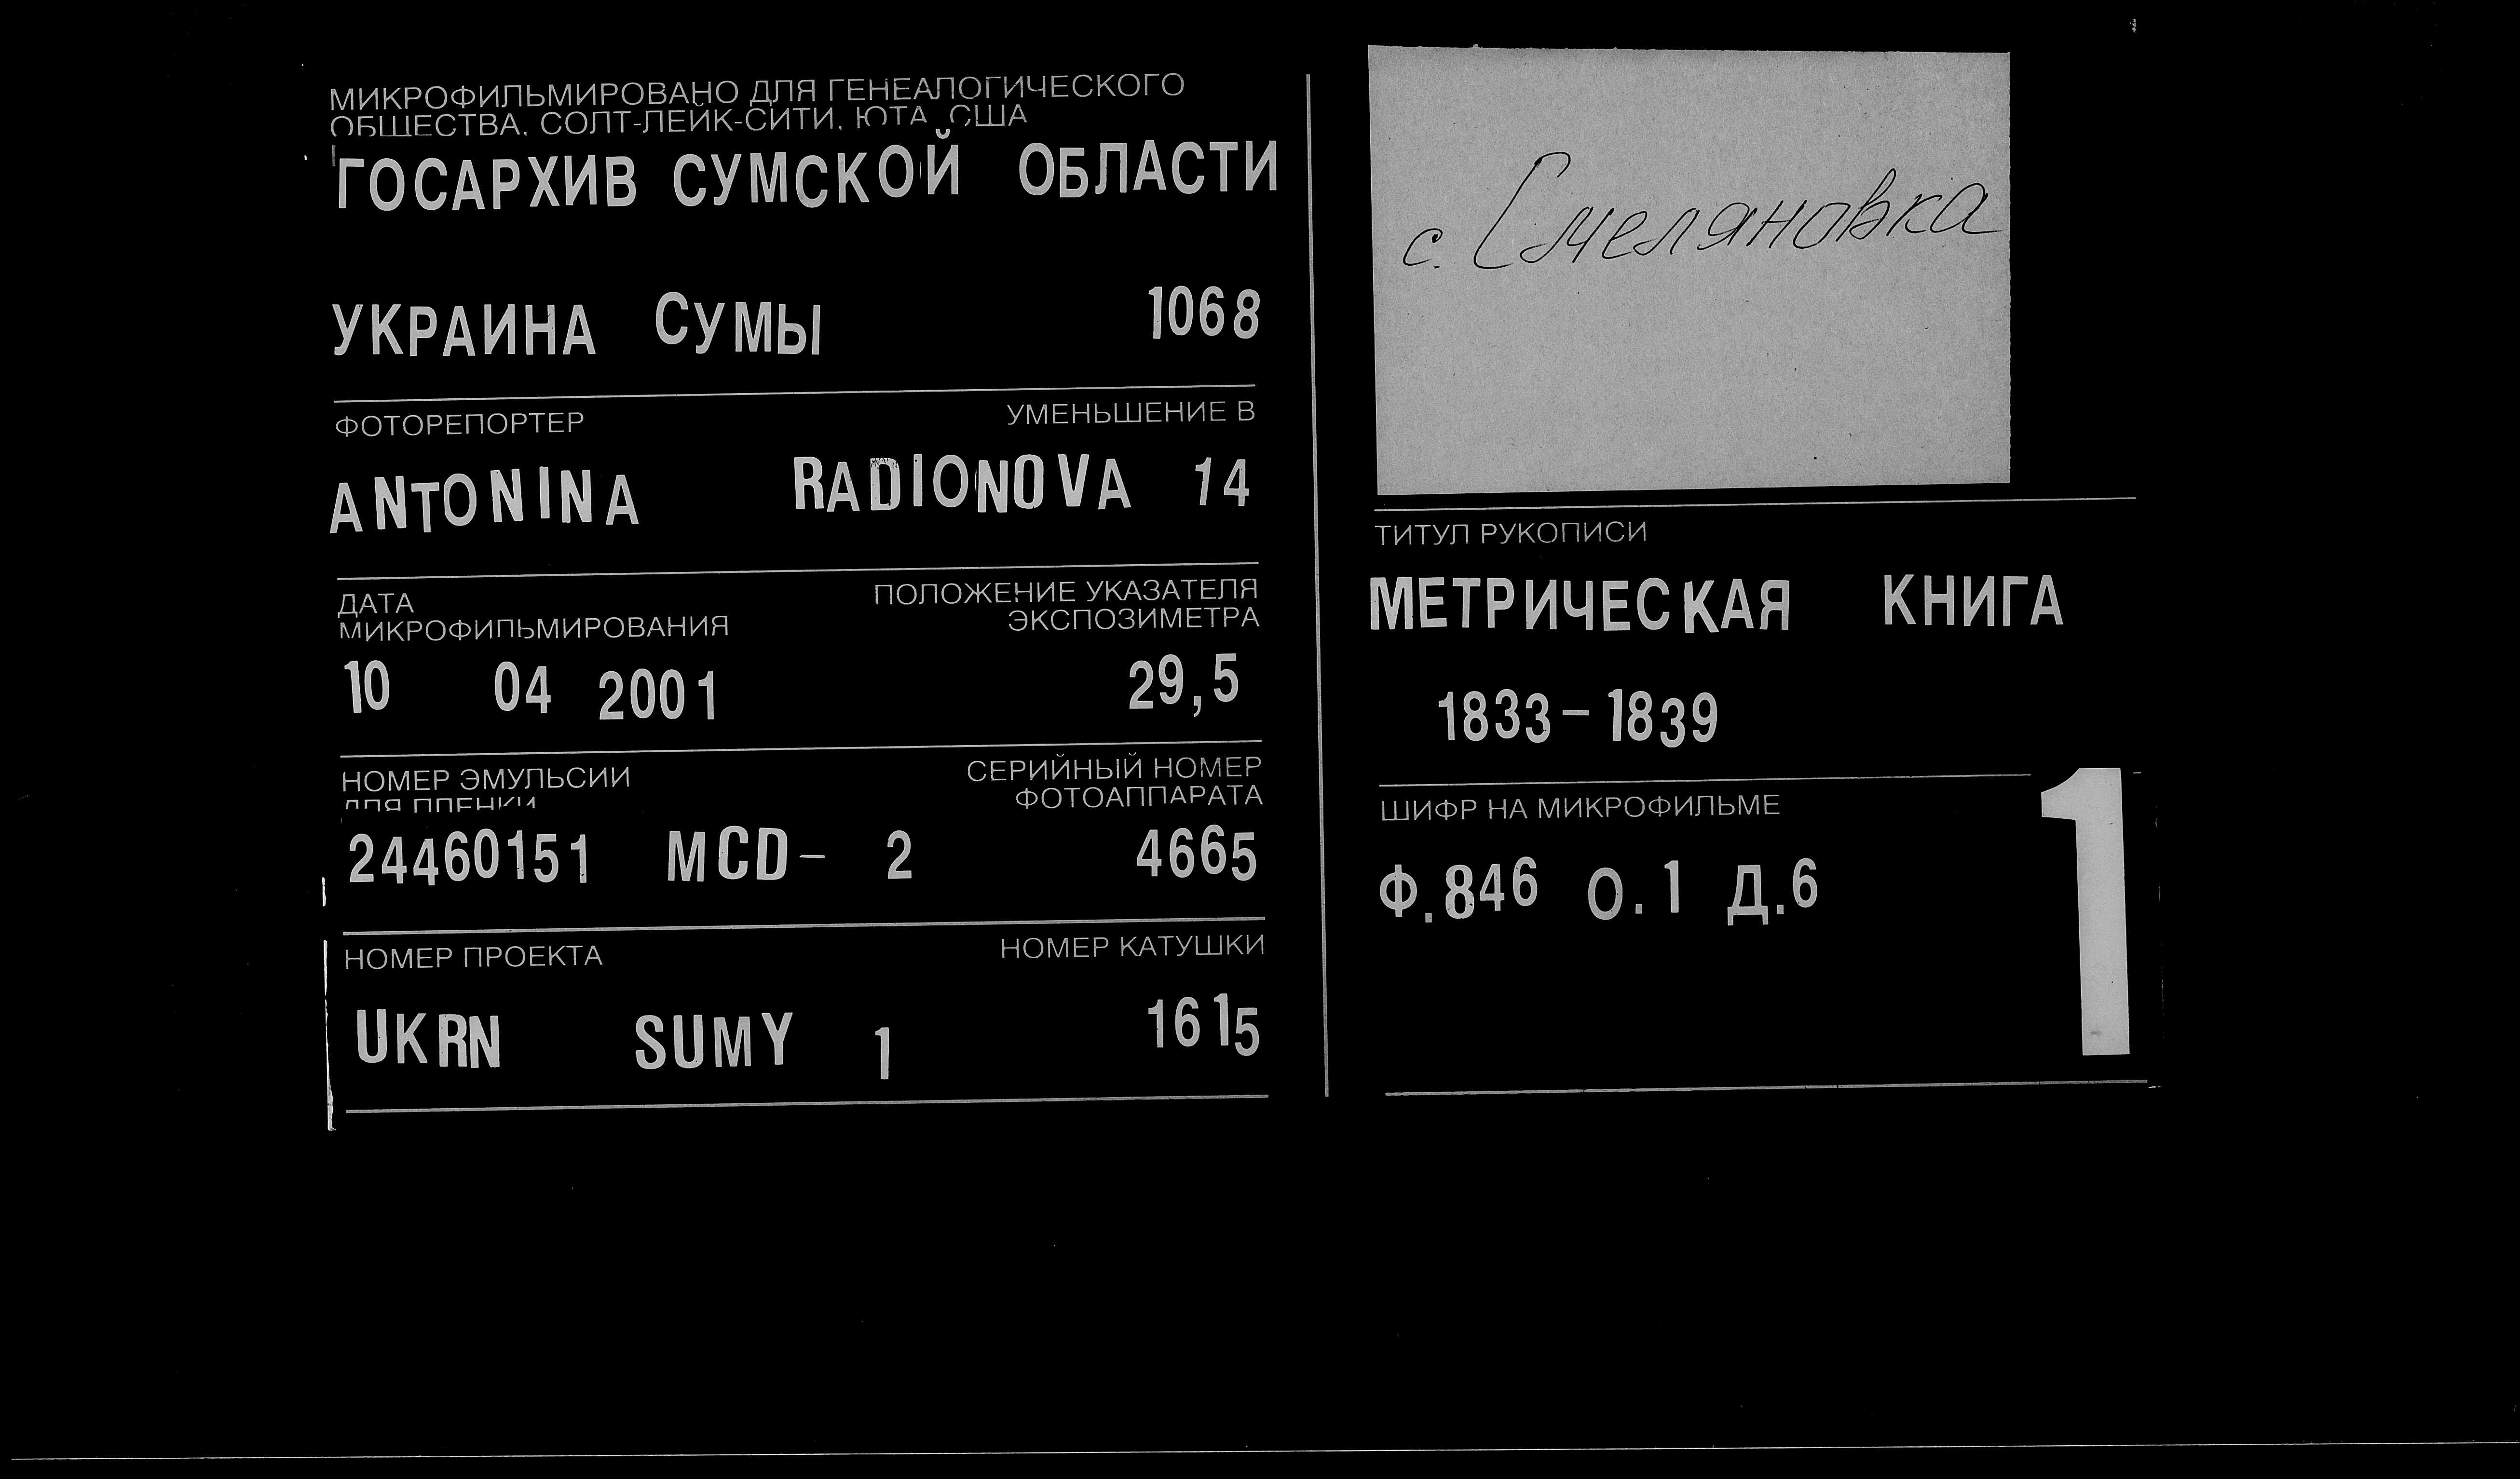 МИКРОФИЛЬМИРОВАНО ДЛЯ ГЕНЕАЛОГИЧЕСКОГО
ОБЩЕСТВА, СОЛТ-ЛЕЙК-СИТИ, ЮТА, США
ГОСАРХИВ СУМСКОЙ ОБЛАСТИ
УКРАИНА СУМЫ 1068
ФОТОРЕПОРТЕР УМЕНЬШЕНИЕ В
ANTONINA RADIONOVA 14
ДАТА
МИКРОФИЛЬМИРОВАНИЯ
ПОЛОЖЕНИЕ УКАЗАТЕЛЯ
ЭКСПОЗИМЕТРА
10 04 2001 29,5
НОМЕР ЭМУЛЬСИИ
ДЛЯ ПЛЕНКИ
СЕРИЙНЫЙ НОМЕР
ФОТОАППАРАТА
24460151 MCD- 2 4665
НОМЕР ПРОЕКТА НОМЕР КАТУШКИ
UKRN SUMY 1 1615
с. Смеляновка
ТИТУЛ РУКОПИСИ
МЕТРИЧЕСКАЯ КНИГА
1833-1839
ШИФР НА МИКРОФИЛЬМЕ
Ф.846 О.1 Д.6
1